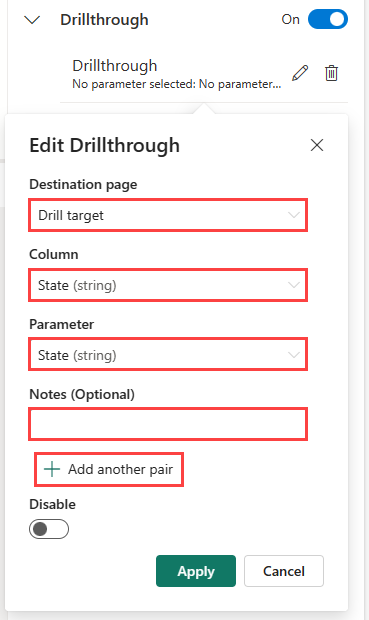 Drillthrough On
Drillthrough
No parameter selected: No parameter...
Edit Drillthrough
Destination page
Drill target
Column
State (string)
Parameter
State (string)
Notes (Optional)
Add another pair
Disable
Apply Cancel